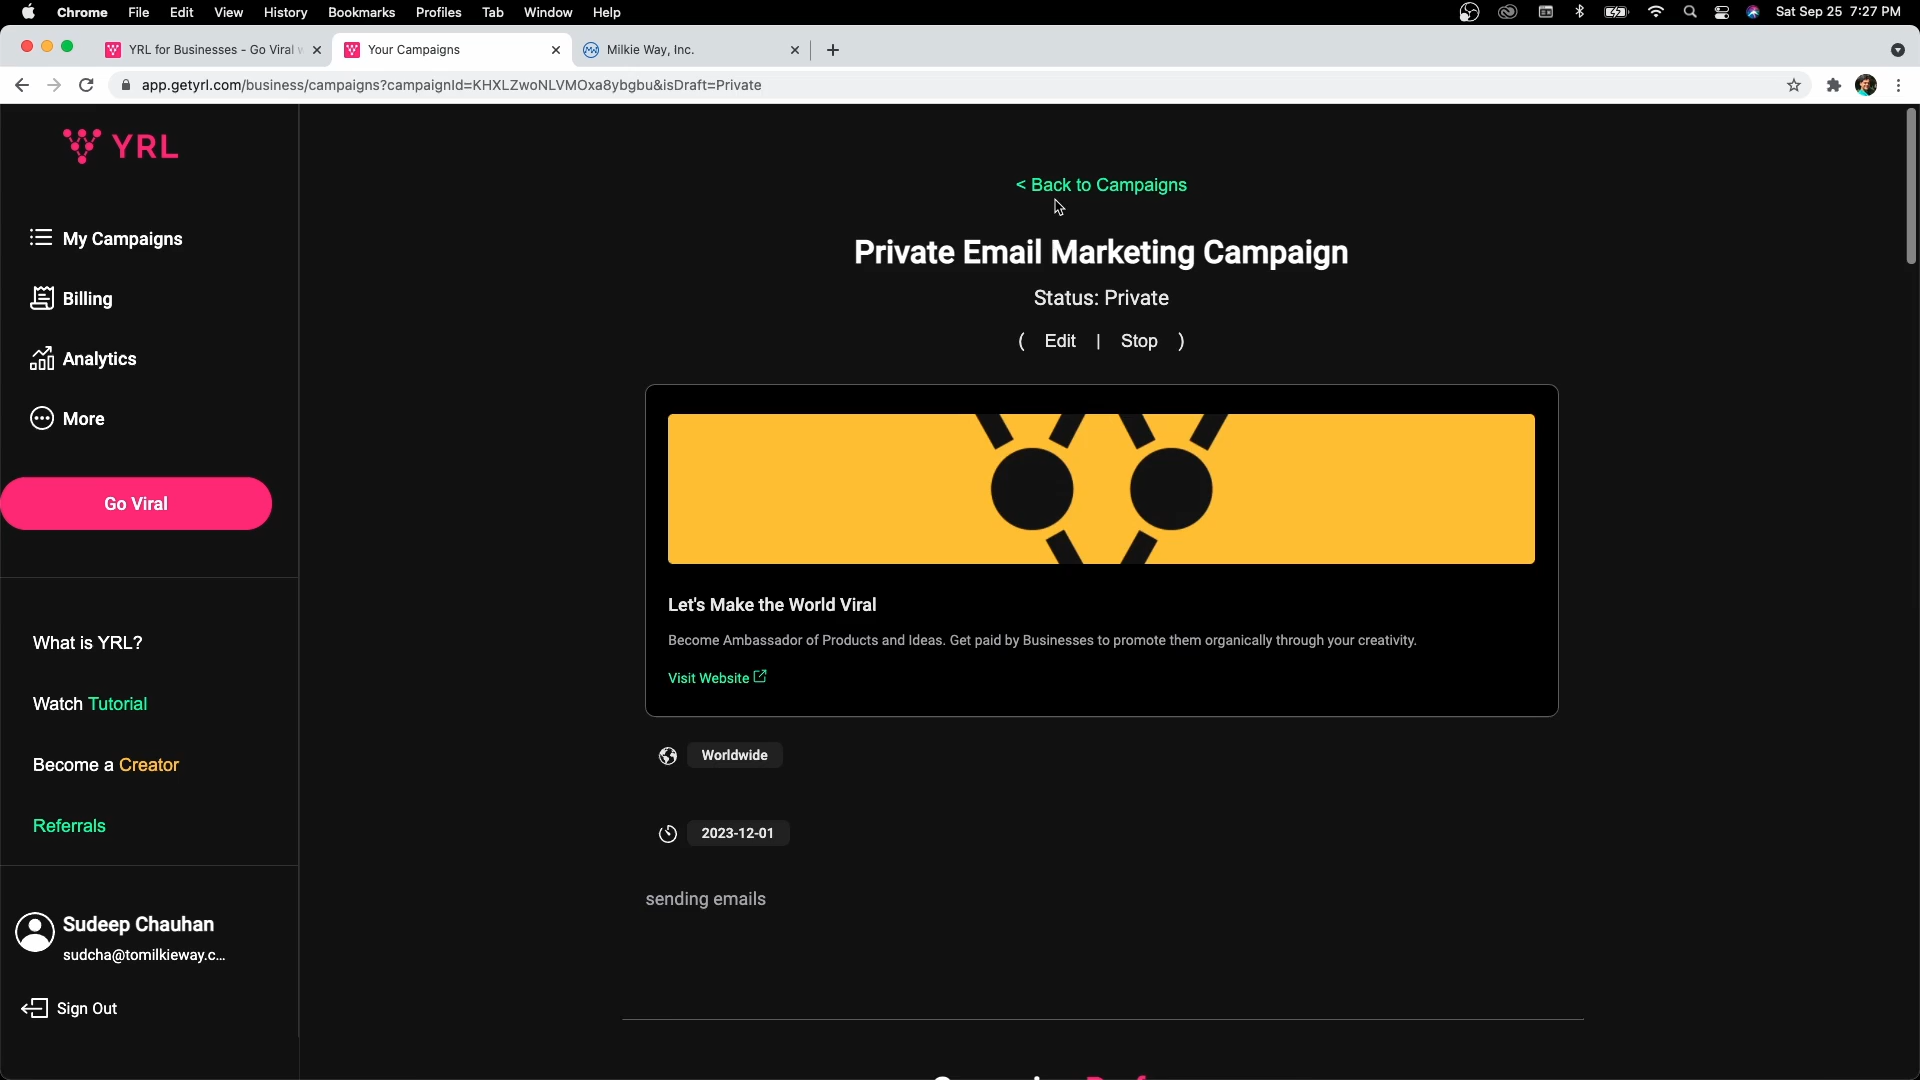 Chrome File Edit View History Bookmarks Profiles Tab Window Help Sat Sep 25 7:27 PM
YRL for Businesses - Go Viral Your Campaigns Milkie Way, Inc.
app.getyrl.com/business/campaigns?campaignId=KHXLZwoNLVMOxa8ybgbu&isDraft=Private
YRL
My Campaigns
Billing
Analytics
More
Go Viral
What is YRL?
Watch Tutorial
Become a Creator
Referrals
Sudeep Chauhan
sudcha@tomilkieway.c...
Sign Out
< Back to Campaigns
Private Email Marketing Campaign
Status: Private
( Edit | Stop )
Let's Make the World Viral
Become Ambassador of Products and Ideas. Get paid by Businesses to promote them organically through your creativity.
Visit Website
Worldwide
2023-12-01
sending emails